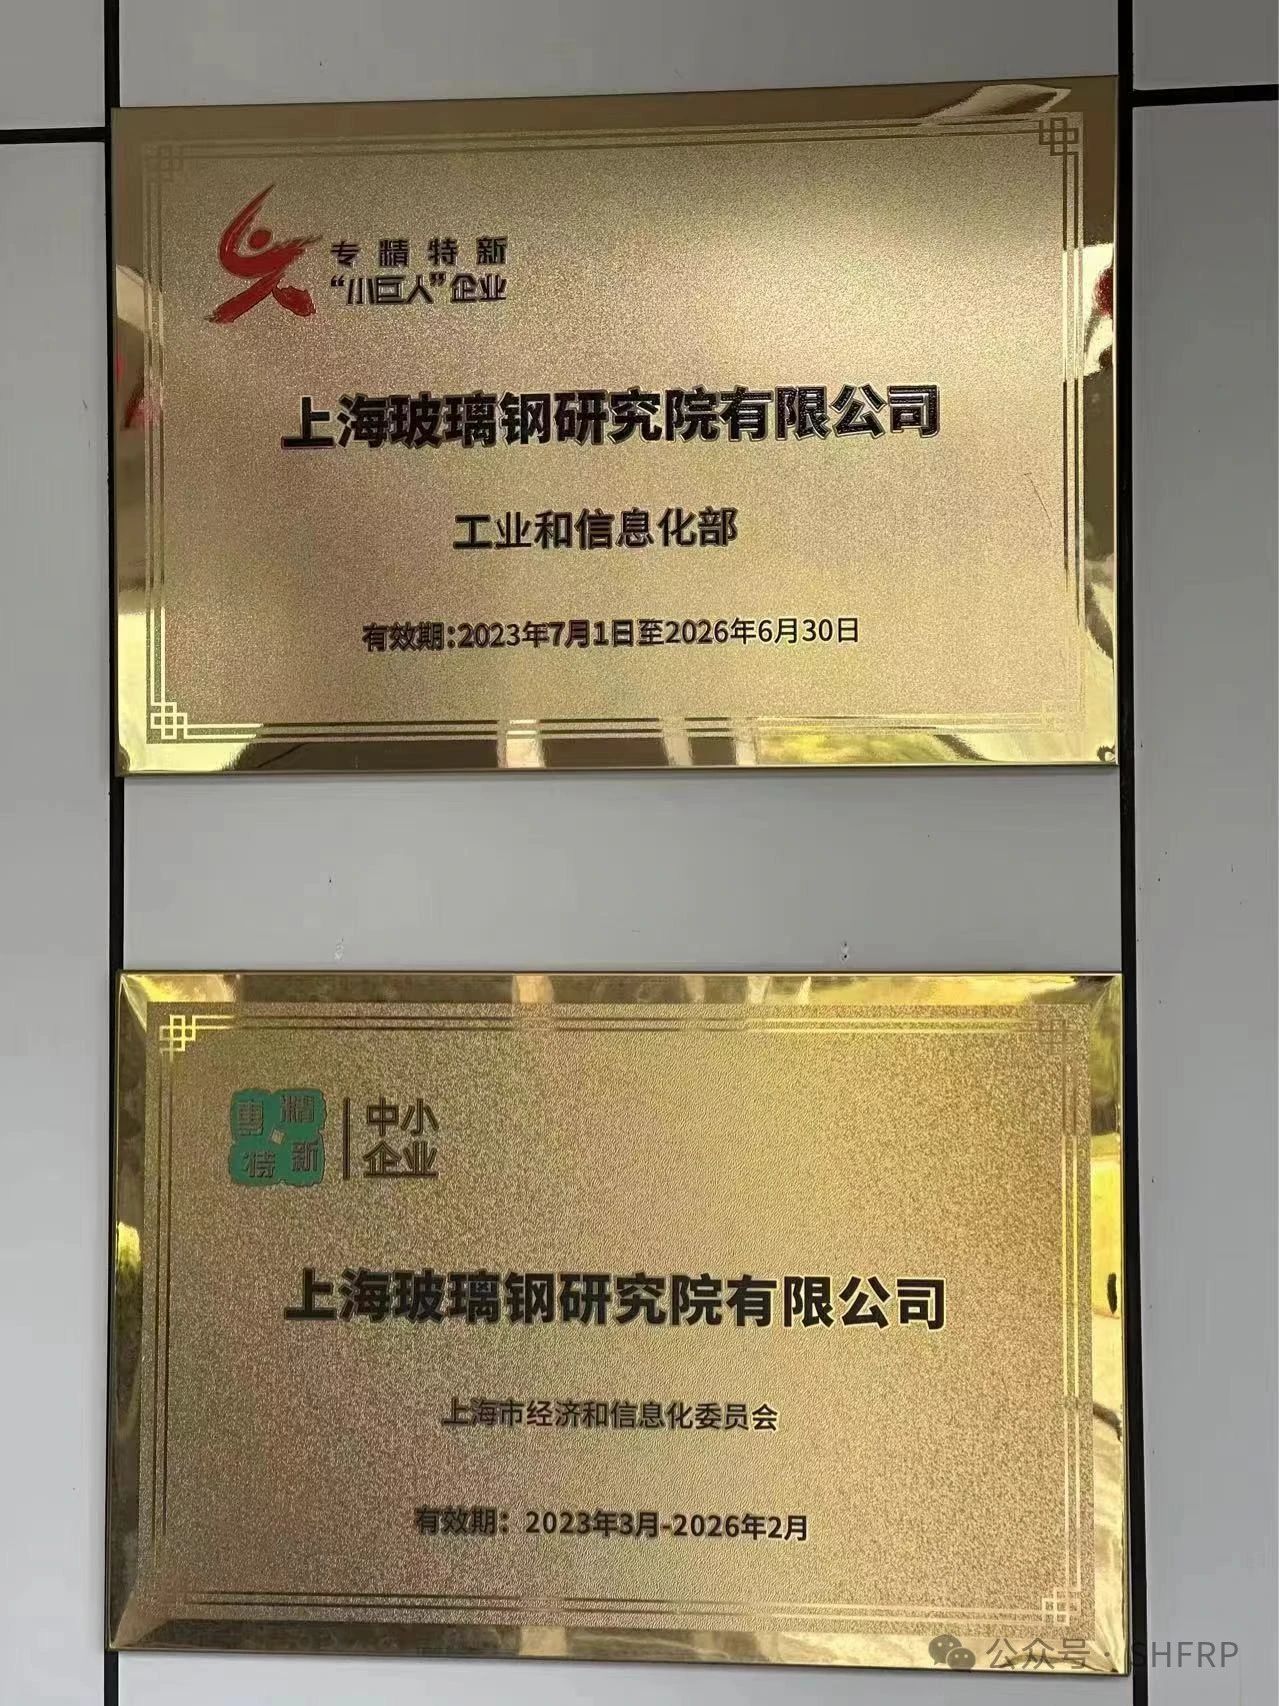 专精特新
“小巨人”企业
上海玻璃钢研究院有限公司
工业和信息化部
有效期:2023年7月1日至2026年6月30日
專精特新
中小
企业
上海玻璃钢研究院有限公司
上海市经济和信息化委员会
有效期：2023年3月-2026年2月
公众号·SHFRP